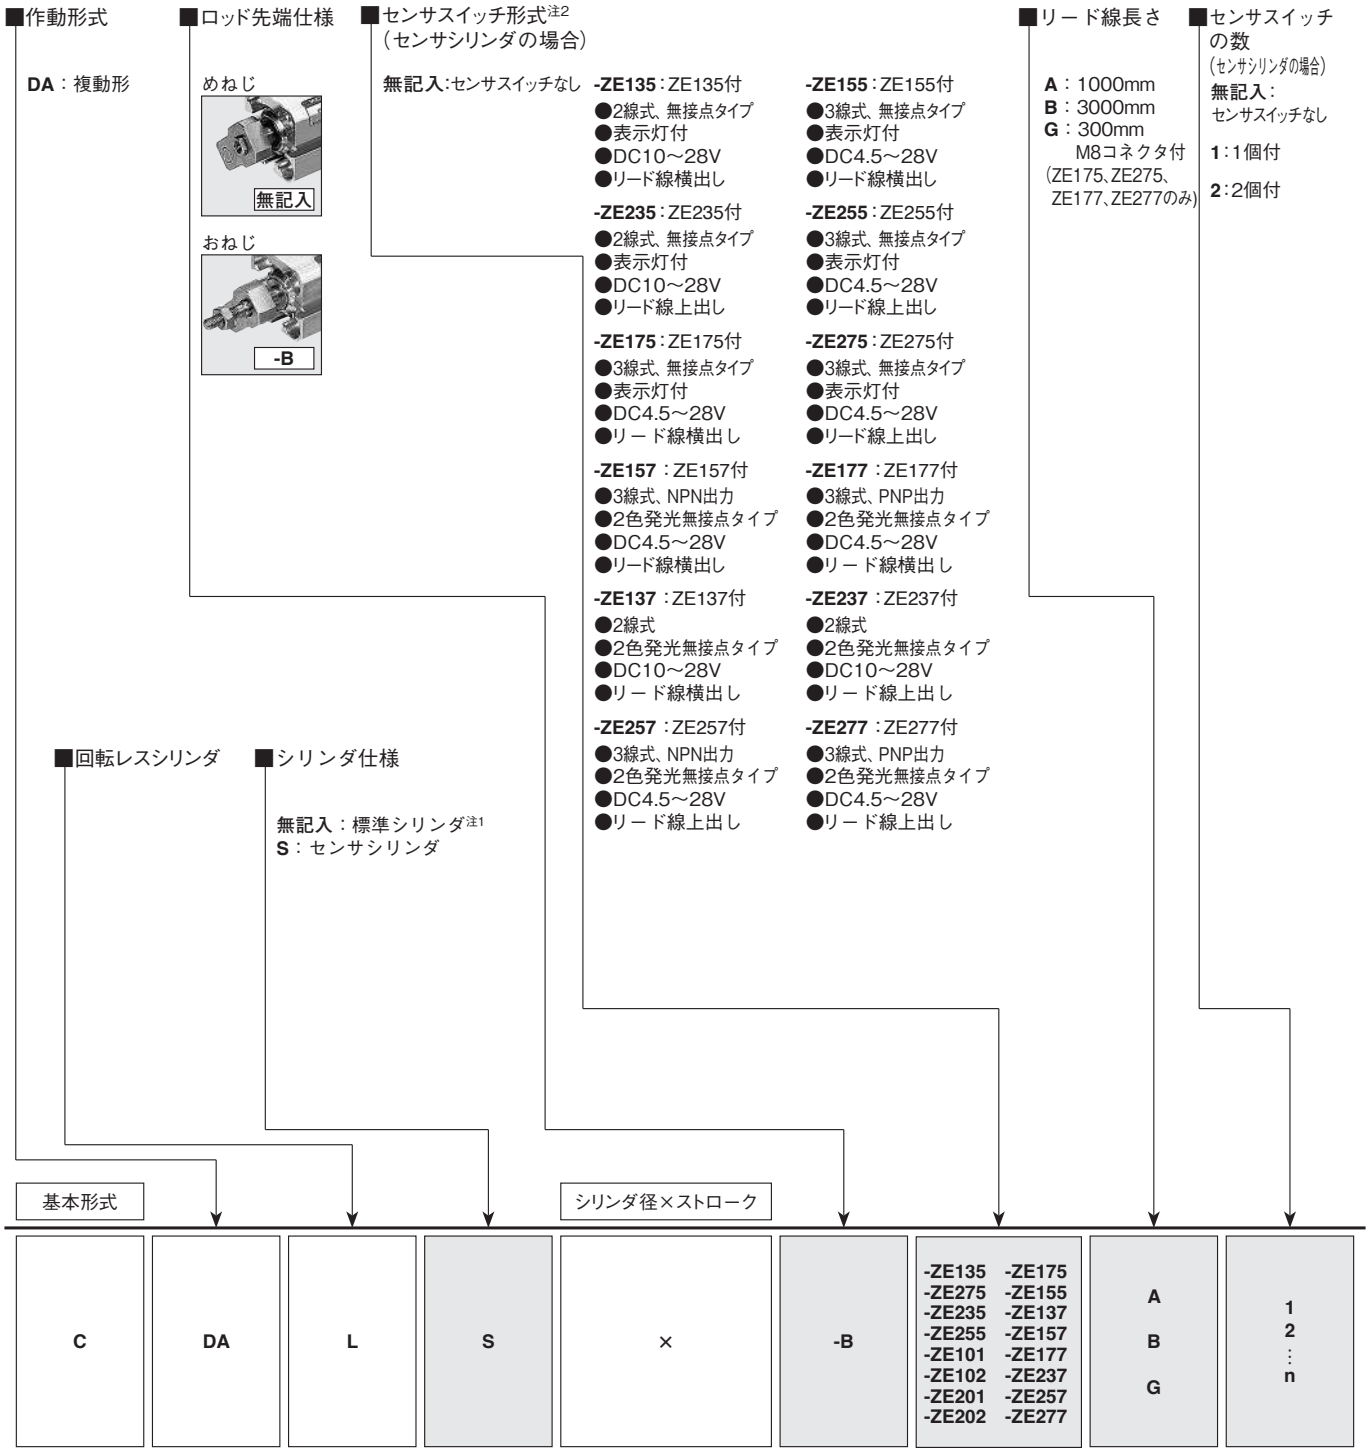 ■作動形式
DA：複動形
■ロッド先端仕様
めねじ
無記入
おねじ
-B
■センサスイッチ形式注2
（センサシリンダの場合）
無記入：センサスイッチなし
-ZE135：ZE135付
●2線式、無接点タイプ
●表示灯付
●DC10〜28V
●リード線横出し
-ZE155：ZE155付
●3線式、無接点タイプ
●表示灯付
●DC4.5〜28V
●リード線横出し
-ZE235：ZE235付
●2線式、無接点タイプ
●表示灯付
●DC10〜28V
●リード線上出し
-ZE255：ZE255付
●3線式、無接点タイプ
●表示灯付
●DC4.5〜28V
●リード線上出し
-ZE175：ZE175付
●3線式、無接点タイプ
●表示灯付
●DC4.5〜28V
●リード線横出し
-ZE275：ZE275付
●3線式、無接点タイプ
●表示灯付
●DC4.5〜28V
●リード線上出し
-ZE157：ZE157付
●3線式、NPN出力
●2色発光無接点タイプ
●DC4.5〜28V
●リード線横出し
-ZE177：ZE177付
●3線式、PNP出力
●2色発光無接点タイプ
●DC4.5〜28V
●リード線横出し
-ZE137：ZE137付
●2線式
●2色発光無接点タイプ
●DC10〜28V
●リード線横出し
-ZE237：ZE237付
●2線式
●2色発光無接点タイプ
●DC10〜28V
●リード線上出し
-ZE257：ZE257付
●3線式、NPN出力
●2色発光無接点タイプ
●DC4.5〜28V
●リード線上出し
-ZE277：ZE277付
●3線式、PNP出力
●2色発光無接点タイプ
●DC4.5〜28V
●リード線上出し
■リード線長さ
A：1000mm
B：3000mm
G：300mm
M8コネクタ付
（ZE175、ZE275、
ZE177、ZE277のみ）
■センサスイッチ
の数
（センサシリンダの場合）
無記入：
センサスイッチなし
1：1個付
2：2個付
■回転レスシリンダ
■シリンダ仕様
無記入：標準シリンダ注1
S：センサシリンダ
基本形式
シリンダ径×ストローク
C
DA
L
S
×
-B
-ZE135 -ZE175
-ZE275 -ZE155
-ZE235 -ZE137
-ZE255 -ZE157
-ZE101 -ZE177
-ZE102 -ZE237
-ZE201 -ZE257
-ZE202 -ZE277
A
B
G
1
2
⋮
n